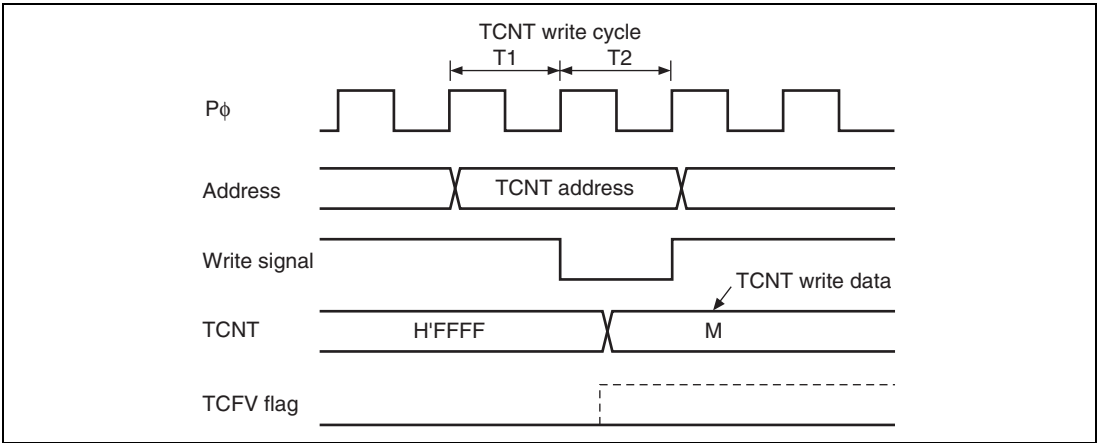 TCNT write cycle
T1 T2
Pϕ
Address TCNT address
Write signal
TCNT write data
TCNT H'FFFF M
TCFV flag